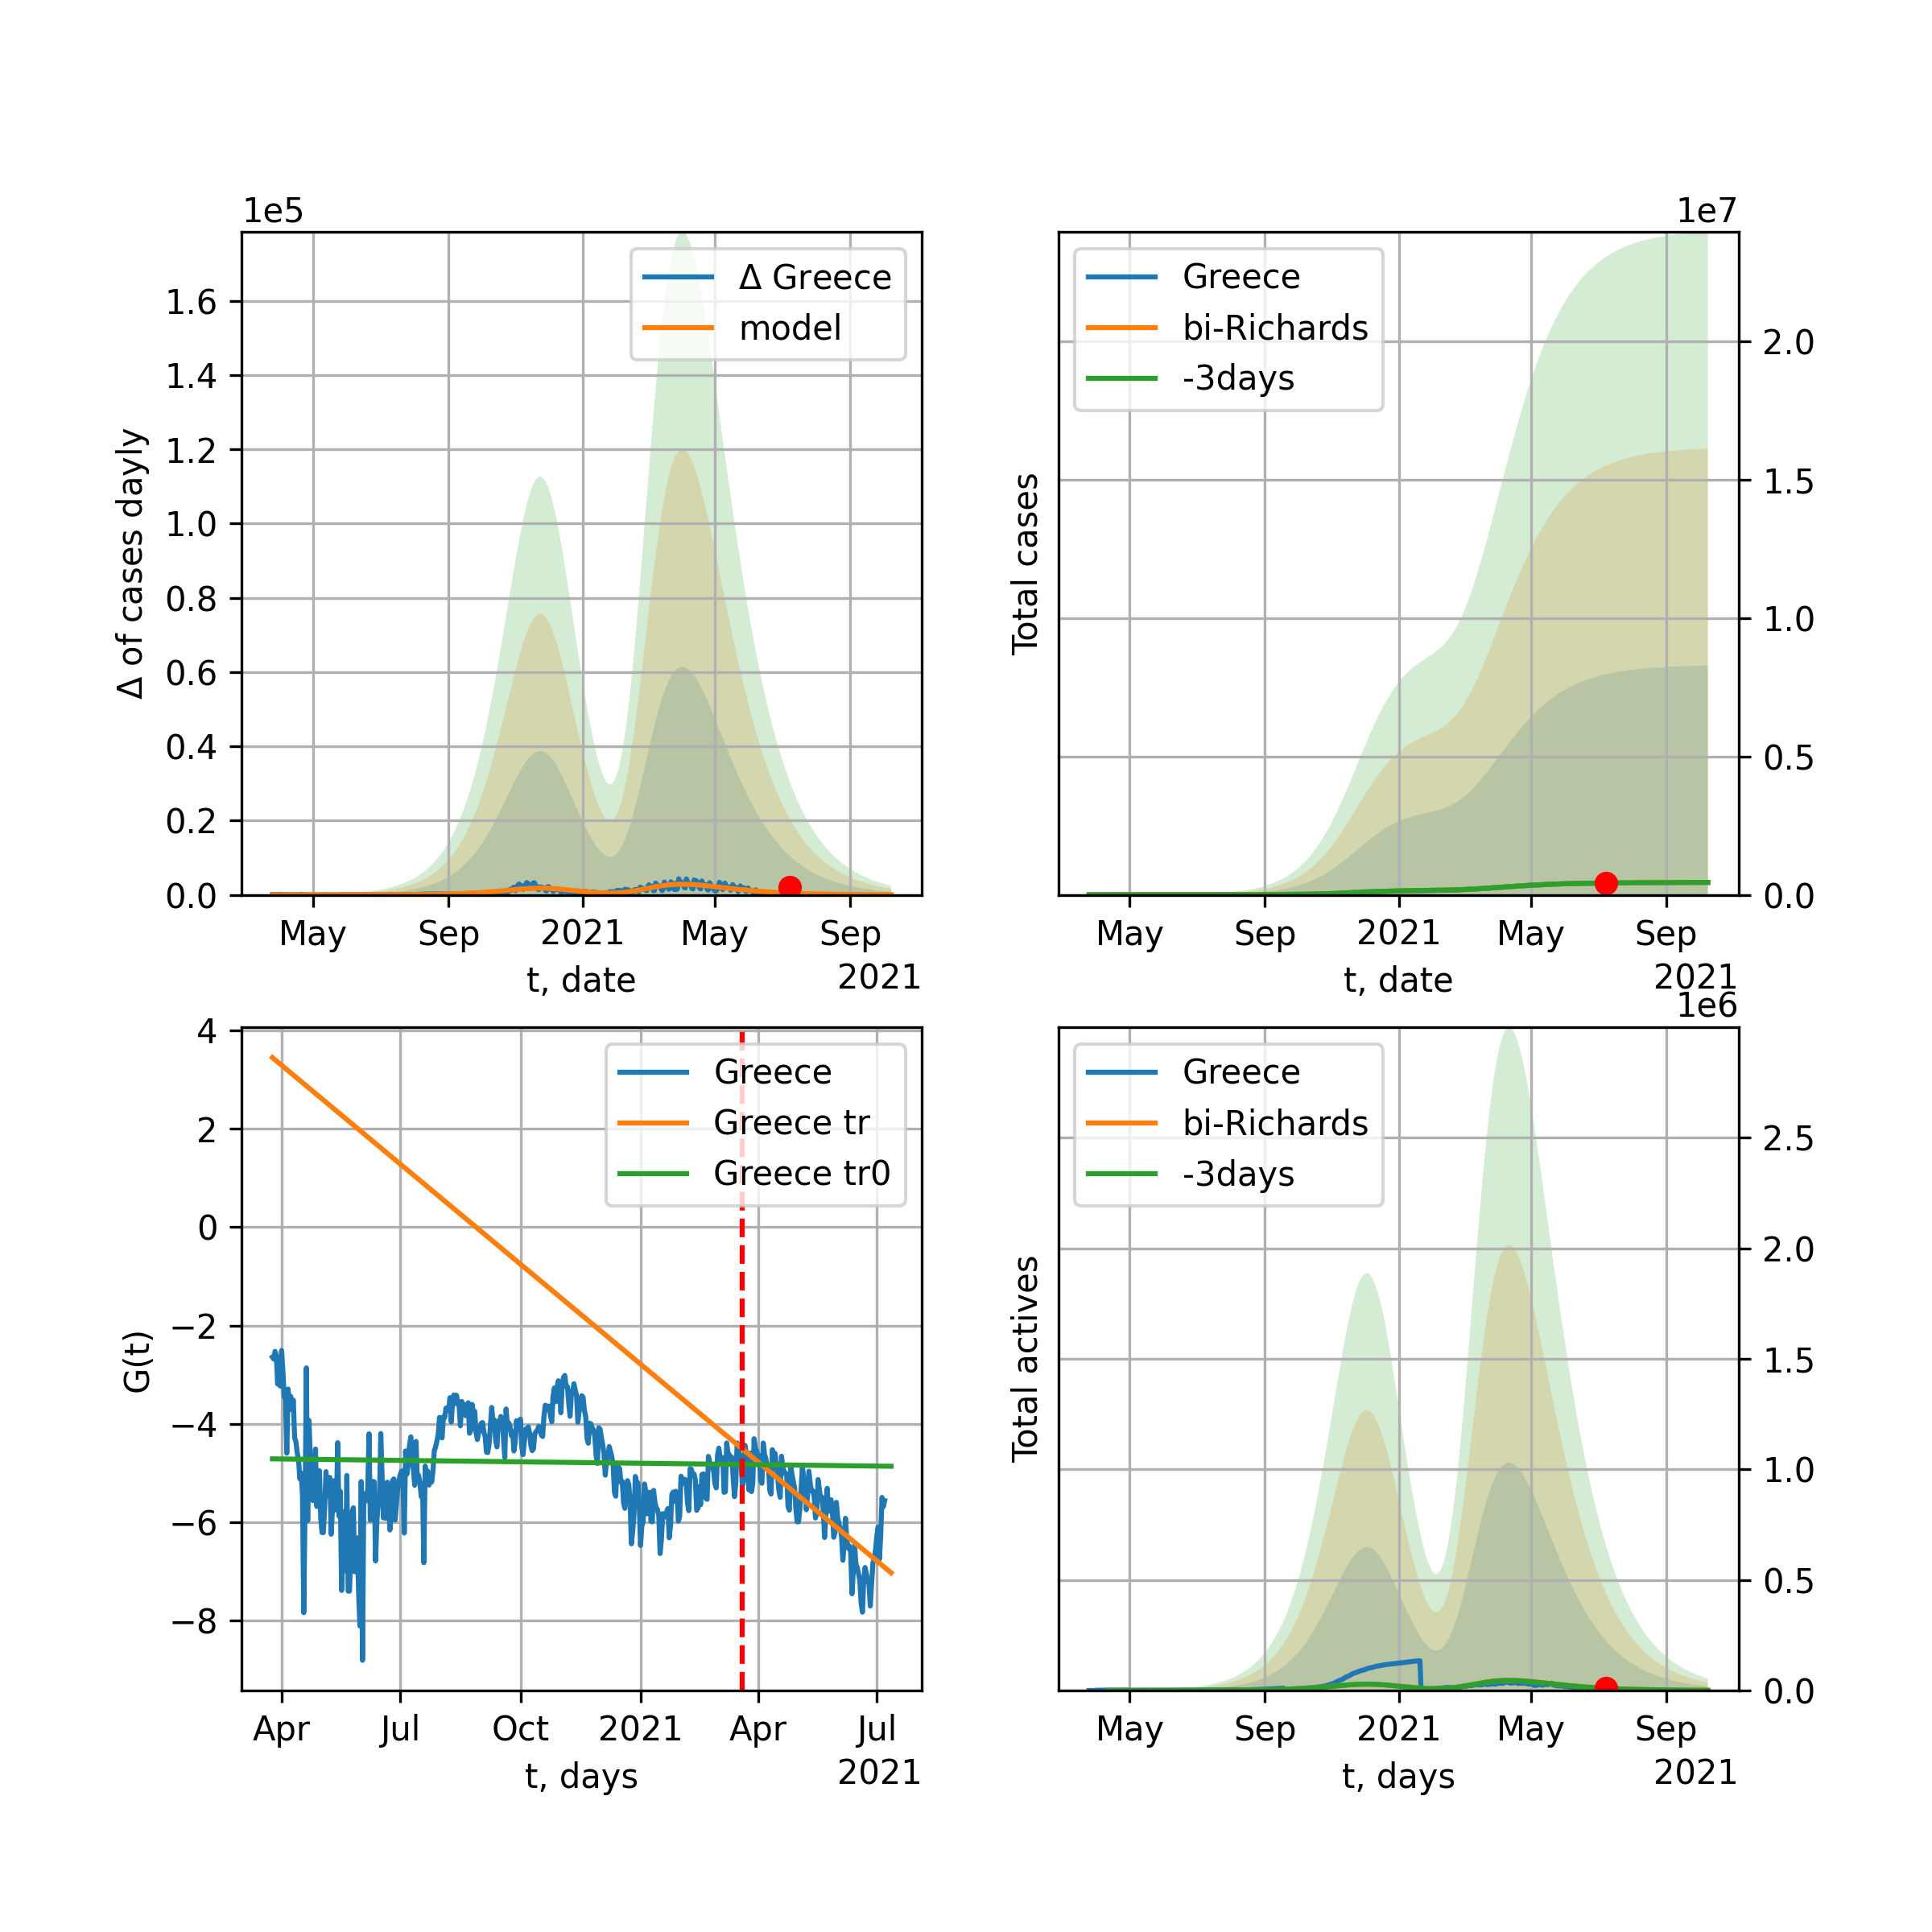 1e5
Δ Greece
model
Δ of cases dayly
1.6
1.4
1.2
1.0
0.8
0.6
0.4
0.2
0.0
May
Sep
2021
May
Sep
t, date
2021
1e7
Greece
bi-Richards
-3days
Total cases
2.0
1.5
1.0
0.5
0.0
May
Sep
2021
May
Sep
t, date
2021
Greece
Greece tr
Greece tr0
G(t)
4
2
0
−2
−4
−6
−8
Apr
Jul
Oct
2021
Apr
Jul
t, days
2021
1e6
Greece
bi-Richards
-3days
Total actives
2.5
2.0
1.5
1.0
0.5
0.0
May
Sep
2021
May
Sep
t, days
2021